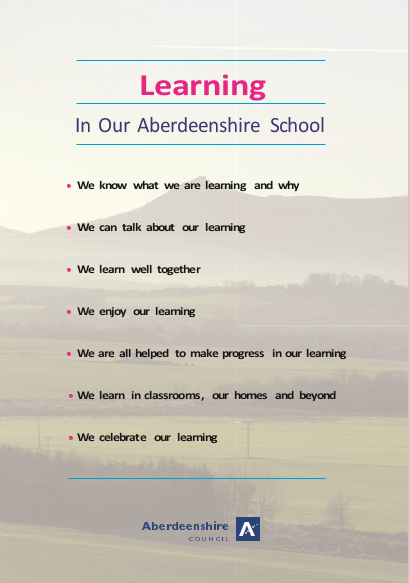 Learning
In Our Aberdeenshire School
• We know what we are learning and why
• We can talk about our learning
• We learn well together
• We enjoy our learning
• We are all helped to make progress in our learning
• We learn in classrooms, our homes and beyond
• We celebrate our learning
Aberdeenshire
COUNCIL